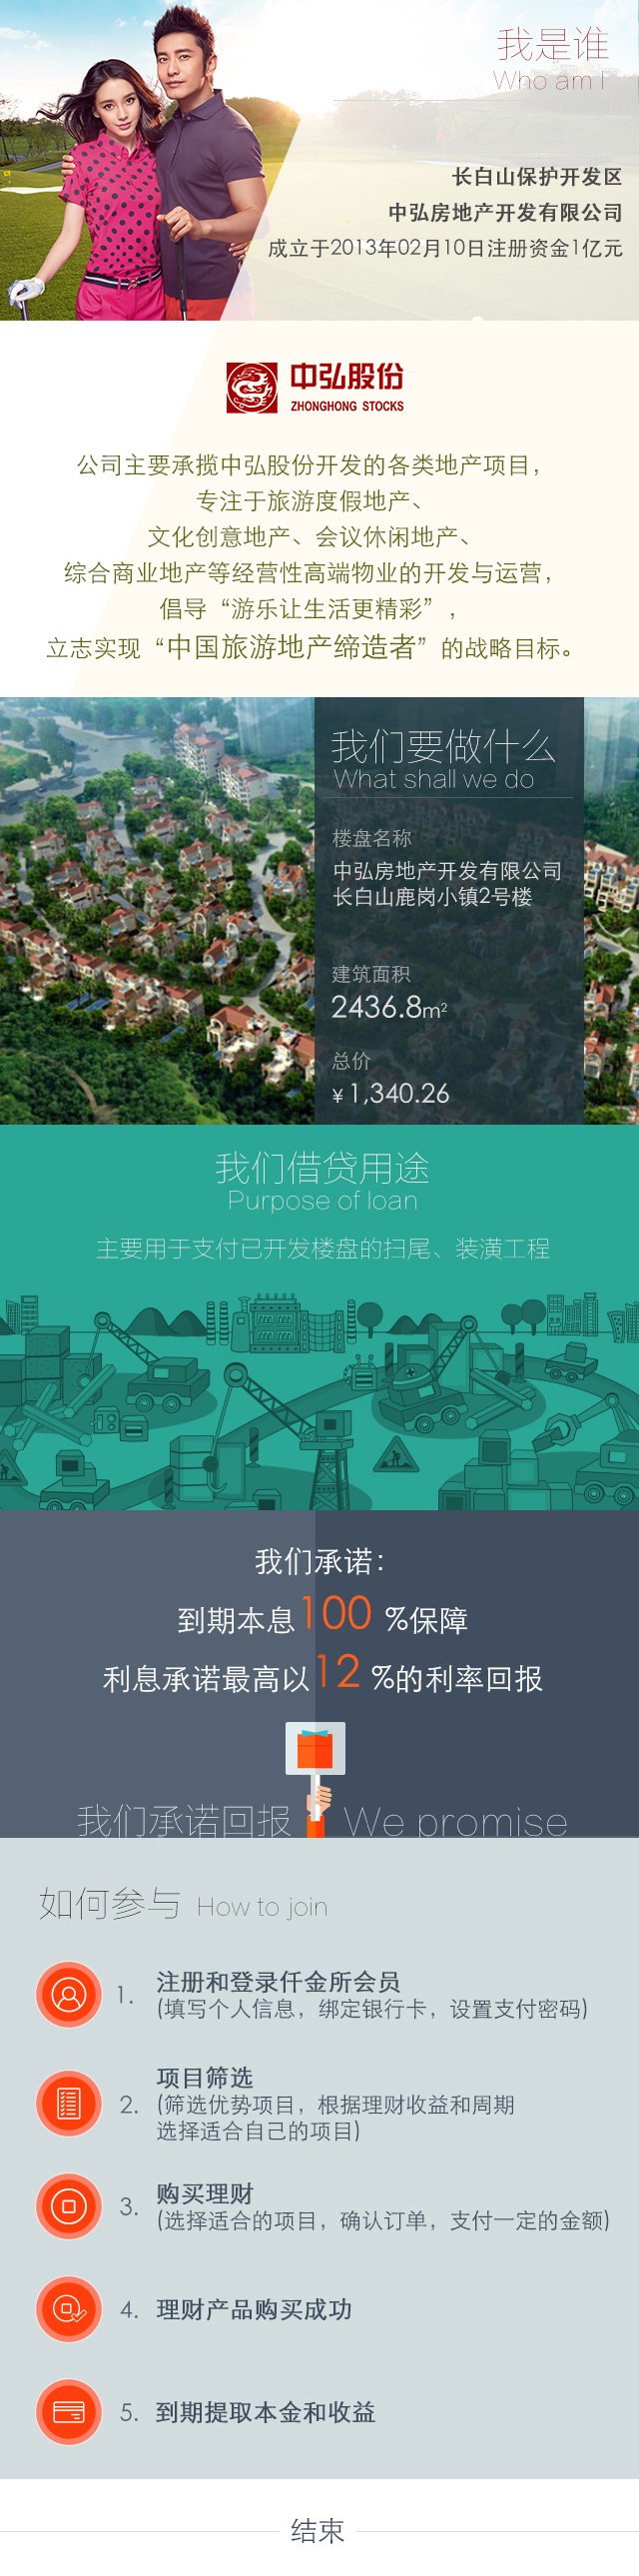 我是谁
Who am I
长白山保护开发区
中弘房地产开发有限公司
成立于2013年02月10日注册资金1亿元
中弘股份
ZHONGHONG STOCKS
公司主要承揽中弘股份开发的各类地产项目，
专注于旅游度假地产、
文化创意地产、会议休闲地产、
综合商业地产等经营性高端物业的开发与运营，
倡导“游乐让生活更精彩”，
立志实现“中国旅游地产缔造者”的战略目标。
我们要做什么
What shall we do
楼盘名称
中弘房地产开发有限公司
长白山鹿岗小镇2号楼
建筑面积
2436.8m²
总价
¥1,340.26
我们借贷用途
Purpose of loan
主要用于支付已开发楼盘的扫尾、装潢工程
我们承诺：
到期本息100 %保障
利息承诺最高以12 %的利率回报
我们承诺回报 We promise
如何参与 How to join
1. 注册和登录仟金所会员
(填写个人信息，绑定银行卡，设置支付密码)
2. 项目筛选
(筛选优势项目，根据理财收益和周期
选择适合自己的项目)
3. 购买理财
(选择适合的项目，确认订单，支付一定的金额)
4. 理财产品购买成功
5. 到期提取本金和收益
结束